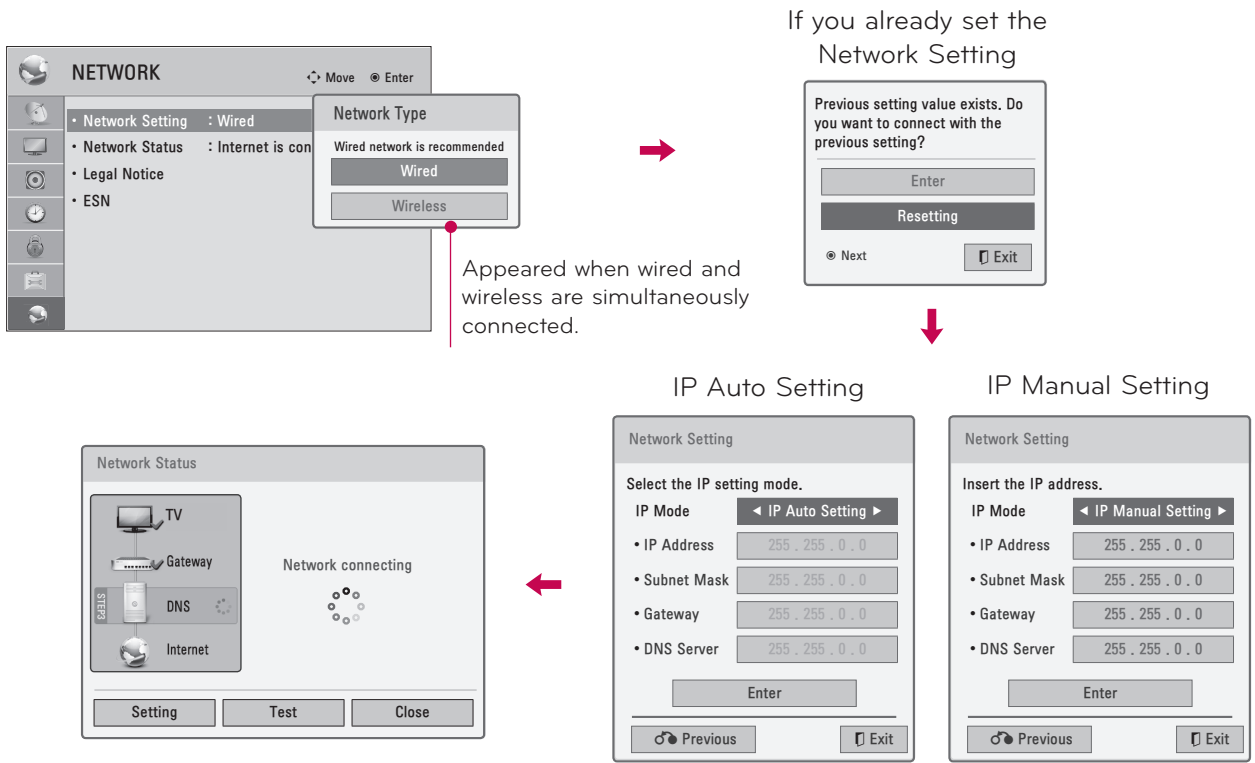 If you already set the
Network Setting
NETWORK
Move
Enter
• Network Setting : Wired
• Network Status : Internet is con
• Legal Notice
• ESN
Network Type
Wired network is recommended
Wired
Wireless
Appeared when wired and
wireless are simultaneously
connected.
Previous setting value exists. Do
you want to connect with the
previous setting?
Enter
Resetting
Next
Exit
IP Auto Setting
Network Setting
Select the IP setting mode.
IP Mode ◄ IP Auto Setting ►
• IP Address 255 . 255 . 0 . 0
• Subnet Mask 255 . 255 . 0 . 0
• Gateway 255 . 255 . 0 . 0
• DNS Server 255 . 255 . 0 . 0
Enter
Previous
Exit
IP Manual Setting
Network Setting
Insert the IP address.
IP Mode ◄ IP Manual Setting ►
• IP Address 255 . 255 . 0 . 0
• Subnet Mask 255 . 255 . 0 . 0
• Gateway 255 . 255 . 0 . 0
• DNS Server 255 . 255 . 0 . 0
Enter
Previous
Exit
Network Status
TV
Gateway
STEP3
DNS
Internet
Network connecting
Setting
Test
Close